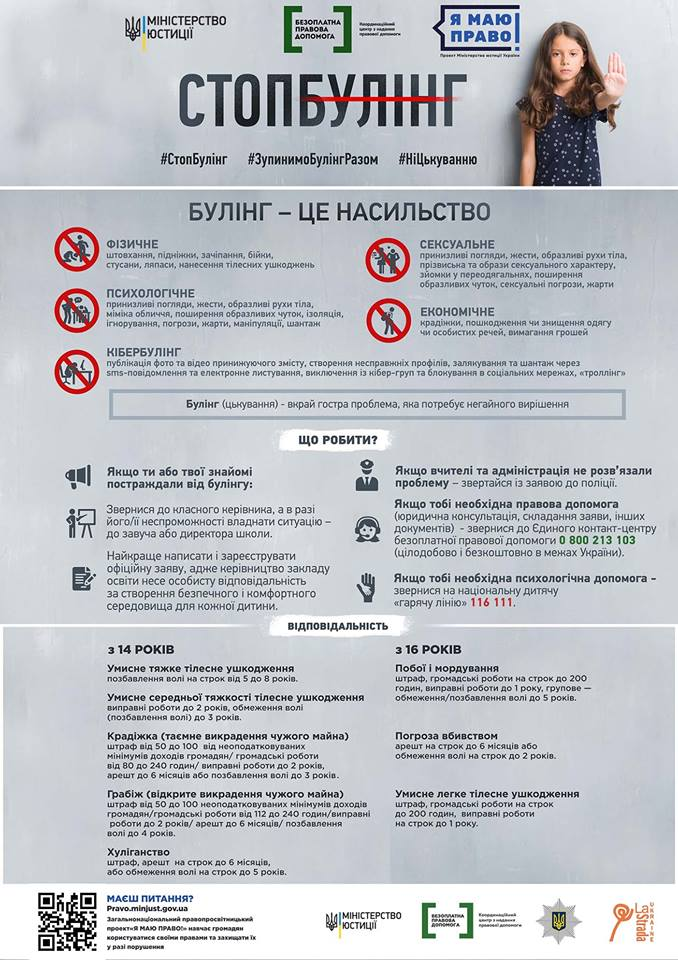 МІНІСТЕРСТВО
ЮСТИЦІЇ
БЕЗОПЛАТНА
ПРАВОВА
ДОПОМОГА
Координаційний
центр з надання
правової допомоги
Я МАЮ
ПРАВО!
Проект Міністерства юстиції України
СТОПБУЛІНГ
#СтопБулінг #ЗупинимоБулінгРазом #НіЦькуванню
БУЛІНГ – ЦЕ НАСИЛЬСТВО
ФІЗИЧНЕ
штовхання, підніжки, зачіпання, бійки,
стусани, ляпаси, нанесення тілесних ушкоджень
ПСИХОЛОГІЧНЕ
принизливі погляди, жести, образливі рухи тіла,
міміка обличчя, поширення образливих чуток, ізоляція,
ігнорування, погрози, жарти, маніпуляції, шантаж
СЕКСУАЛЬНЕ
принизливі погляди, жести, образливі рухи тіла,
прізвиська та образи сексуального характеру,
зйомки у переодягальнях, поширення
образливих чуток, сексуальні погрози, жарти
ЕКОНОМІЧНЕ
крадіжки, пошкодження чи знищення одягу
чи особистих речей, вимагання грошей
КІБЕРБУЛІНГ
публікація фото та відео принижуючого змісту, створення несправжніх профілів, залякування та шантаж через
sms-повідомлення та електронне листування, виключення із кібер-груп та блокування в соціальних мережах, «троллінг»
Булінг (цькування) - вкрай гостра проблема, яка потребує негайного вирішення
ЩО РОБИТИ?
Якщо ти або твої знайомі
постраждали від булінгу:
Звернися до класного керівника, а в разі
його/її неспроможності владнати ситуацію –
до завуча або директора школи.
Найкраще написати і зареєструвати
офіційну заяву, адже керівництво закладу
освіти несе особисту відповідальність
за створення безпечного і комфортного
середовища для кожної дитини.
Якщо вчителі та адміністрація не розв'язали
проблему – звертайся із заявою до поліції.
Якщо тобі необхідна правова допомога
(юридична консультація, складання заяви, інших
документів) - звернися до Єдиного контакт-центру
безоплатної правової допомоги 0 800 213 103
(цілодобово і безкоштовно в межах України).
Якщо тобі необхідна психологічна допомога -
звернися на національну дитячу
«гарячу лінію» 116 111.
ВІДПОВІДАЛЬНІСТЬ
з 14 РОКІВ
Умисне тяжке тілесне ушкодження
позбавлення волі на строк від 5 до 8 років.
Умисне середньої тяжкості тілесне ушкодження
виправні роботи до 2 років, обмеження волі
(позбавлення волі) до 3 років.
Крадіжка (таємне викрадення чужого майна)
штраф від 50 до 100 від неоподатковуваних
мінімумів доходів громадян/ громадські роботи
від 80 до 240 годин/ виправні роботи до 2 років,
арешт до 6 місяців або позбавлення волі до 3 років.
Грабіж (відкрите викрадення чужого майна)
штраф від 50 до 100 неоподатковуваних мінімумів доходів
громадян/громадські роботи від 112 до 240 годин/виправні
роботи до 2 років/ арешт до 6 місяців/ позбавлення
волі до 4 років.
Хуліганство
штраф, арешт на строк до 6 місяців,
або обмеження волі на строк до 5 років.
з 16 РОКІВ
Побої і мордування
штраф, громадські роботи на строк до 200
годин, виправні роботи до 1 року, групове —
обмеження/позбавлення волі до 5 років.
Погроза вбивством
арешт на строк до 6 місяців або
обмеження волі на строк до 2 років.
Умисне легке тілесне ушкодження
штраф, громадські роботи на строк
до 200 годин, виправні роботи
на строк до 1 року.
МАЄШ ПИТАННЯ?
Pravo.minjust.gov.ua
Загальнонаціональний правопросвітницький
проект«Я МАЮ ПРАВО!» навчає громадян
користуватися своїми правами та захищати їх
у разі порушення
МІНІСТЕРСТВО
ЮСТИЦІЇ
БЕЗОПЛАТНА
ПРАВОВА
ДОПОМОГА
Координаційний
центр з надання
правової допомоги
La Strada
UKRAINE